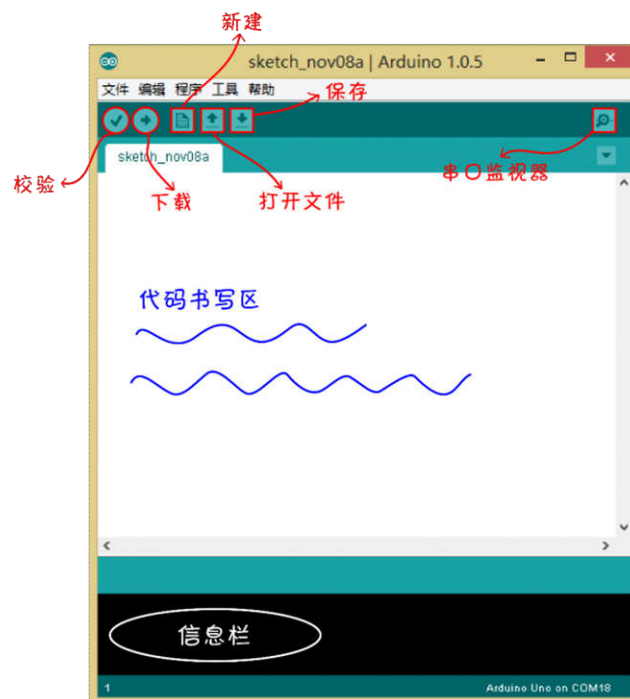 新建
sketch_nov08a | Arduino 1.0.5
文件 编辑 程序 工具 帮助
保存
sketch_nov08a
串口监视器
校验
下载
打开文件
代码书写区
信息栏
1
Arduino Uno on COM18